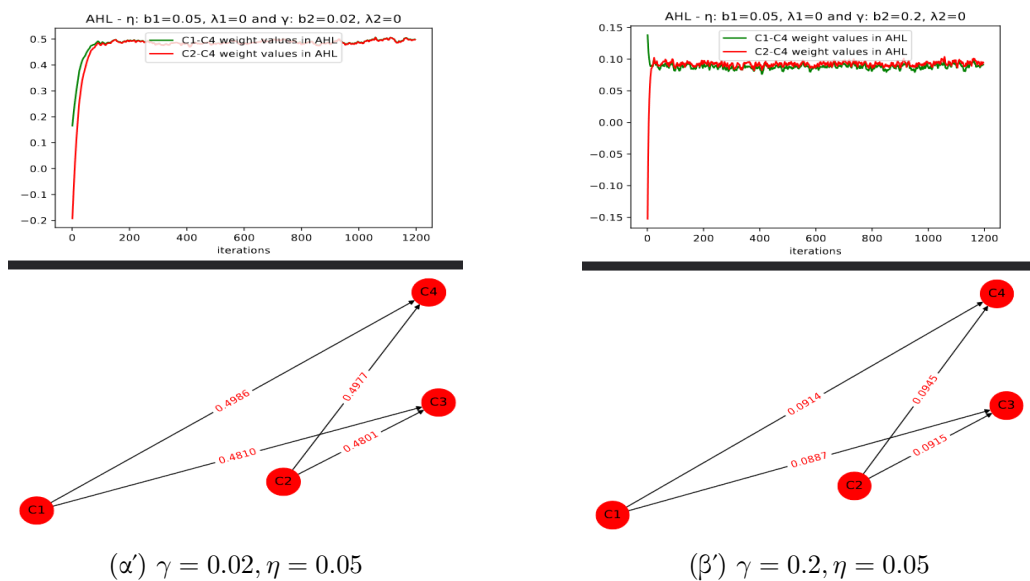 AHL - η: b1=0.05, λ1=0 and γ: b2=0.02, λ2=0
C1-C4 weight values in AHL
C2-C4 weight values in AHL
0.5
0.4
0.3
0.2
0.1
0.0
−0.1
−0.2
0
200
400
600
800
1000
1200
iterations
C4
0.4986
0.4977
C3
0.4810
0.4801
C2
C1
(α΄) γ = 0.02, η = 0.05
AHL - η: b1=0.05, λ1=0 and γ: b2=0.2, λ2=0
C1-C4 weight values in AHL
C2-C4 weight values in AHL
0.15
0.10
0.05
0.00
−0.05
−0.10
−0.15
0
200
400
600
800
1000
1200
iterations
C4
0.0914
0.0945
C3
0.0887
0.0915
C2
C1
(β΄) γ = 0.2, η = 0.05